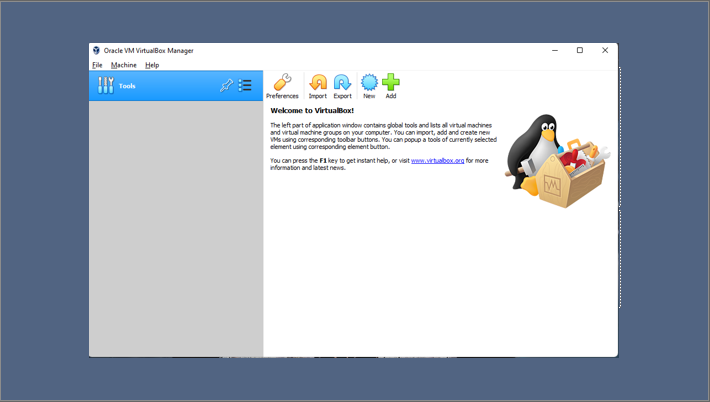 Oracle VM VirtualBox Manager
File Machine Help
Tools
Preferences Import Export New Add
Welcome to VirtualBox!
The left part of application window contains global tools and lists all virtual machines
and virtual machine groups on your computer. You can import, add and create new
VMs using corresponding toolbar buttons. You can popup a tools of currently selected
element using corresponding element button.
You can press the F1 key to get instant help, or visit www.virtualbox.org for more
information and latest news.